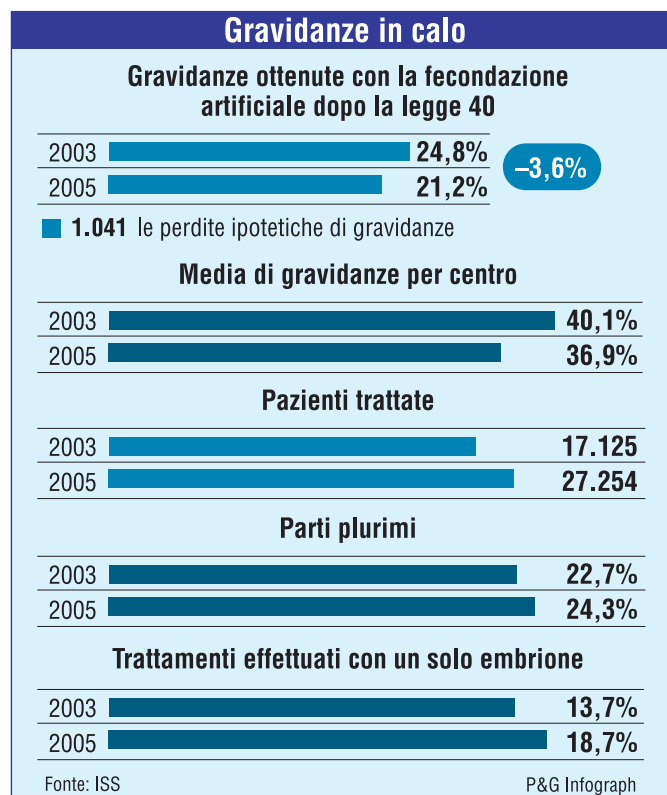 Gravidanze in calo
Gravidanze ottenute con la fecondazione
artificiale dopo la legge 40
2003 24,8%
–3,6%
2005 21,2%
1.041 le perdite ipotetiche di gravidanze
Media di gravidanze per centro
2003 40,1%
2005 36,9%
Pazienti trattate
2003 17.125
2005 27.254
Parti plurimi
2003 22,7%
2005 24,3%
Trattamenti effettuati con un solo embrione
2003 13,7%
2005 18,7%
Fonte: ISS P&G Infograph